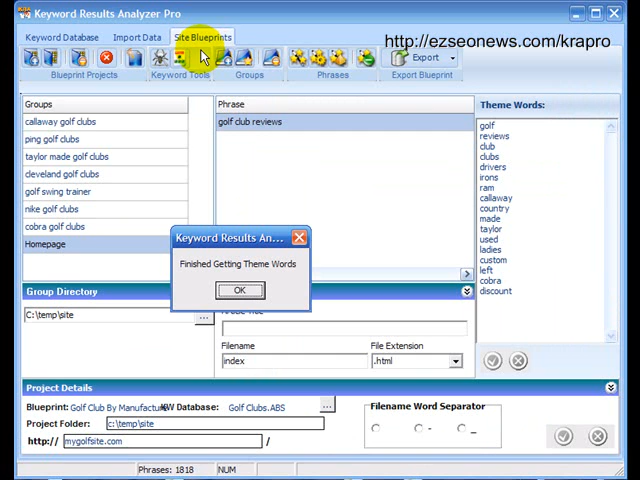 Keyword Results Analyzer Pro
Keyword Database
Import Data
Site Blueprints
http://ezseonews.com/krapro
Export
Blueprint Projects
Keyword Tools
Groups
Phrases
Export Blueprint
Groups
callaway golf clubs
ping golf clubs
taylor made golf clubs
cleveland golf clubs
golf swing trainer
nike golf clubs
cobra golf clubs
Homepage
Phrase
golf club reviews
Theme Words:
golf
reviews
club
clubs
drivers
irons
ram
callaway
country
made
taylor
used
ladies
custom
left
cobra
discount
Keyword Results An...
Finished Getting Theme Words
OK
Group Directory
C:\temp\site
...
Filename
index
File Extension
.html
Project Details
Blueprint: Golf Club By Manufactu
KW Database: Golf Clubs.ABS
...
Project Folder: c:\temp\site
http:// mygolfsite.com /
Filename Word Separator
-
_
Phrases: 1818
NUM